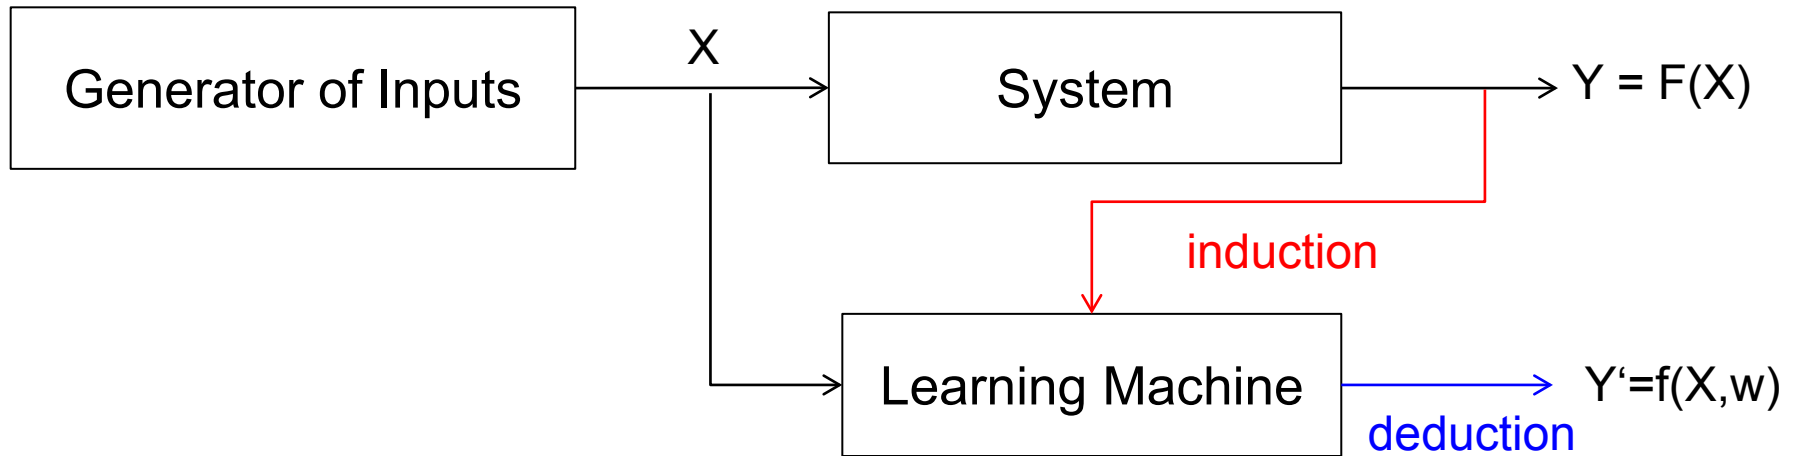 X
Generator of Inputs
System
Y = F(X)
induction
Learning Machine
Y‘=f(X,w)
deduction